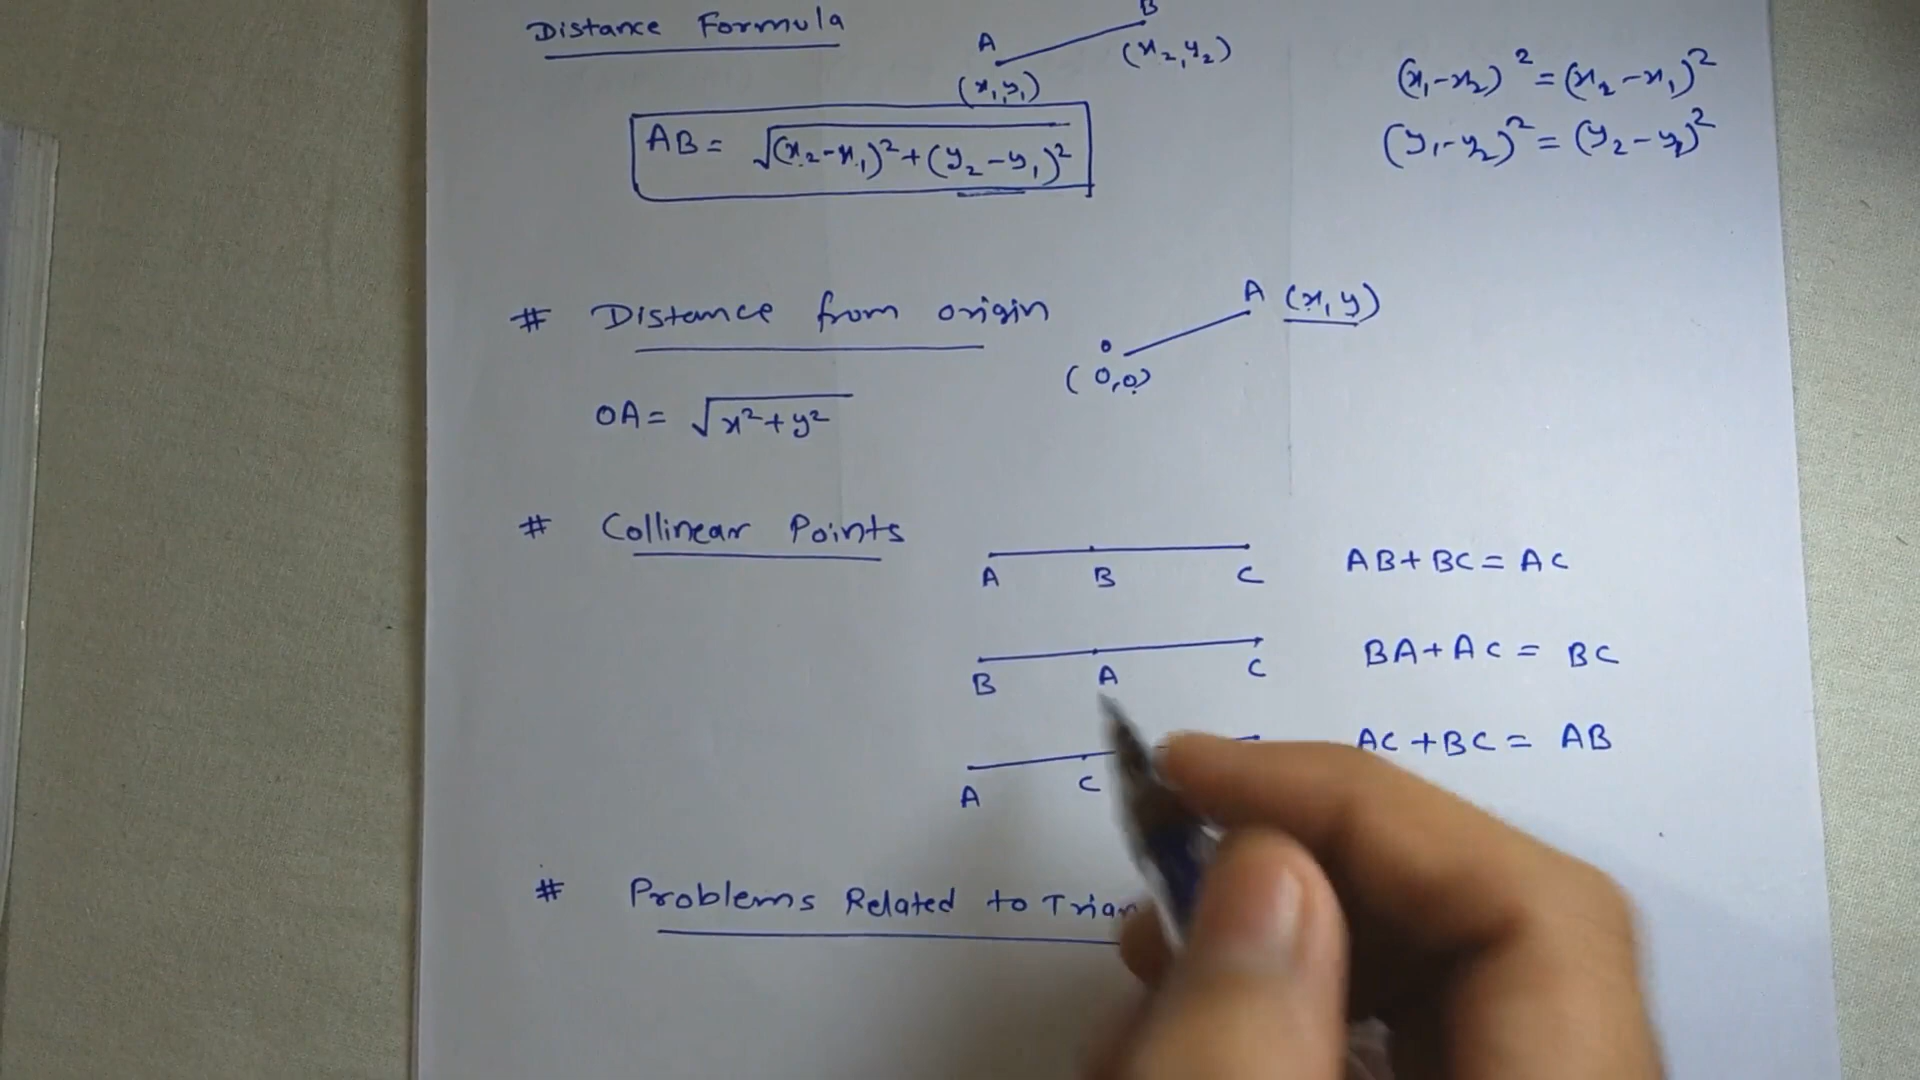 Distance Formula
A
B
(x₁,y₁)
(x₂,y₂)
(x₁-x₂)² = (x₂-x₁)²
AB = √(x₂-x₁)²+(y₂-y₁)²
(y₁-y₂)² = (y₂-y₁)²
# Distance from origin
A (x,y)
O
(0,0)
OA = √x²+y²
# Collinear Points
A B C
AB+BC = AC
B A C
BA+AC = BC
A C
AC+BC = AB
# Problems Related to